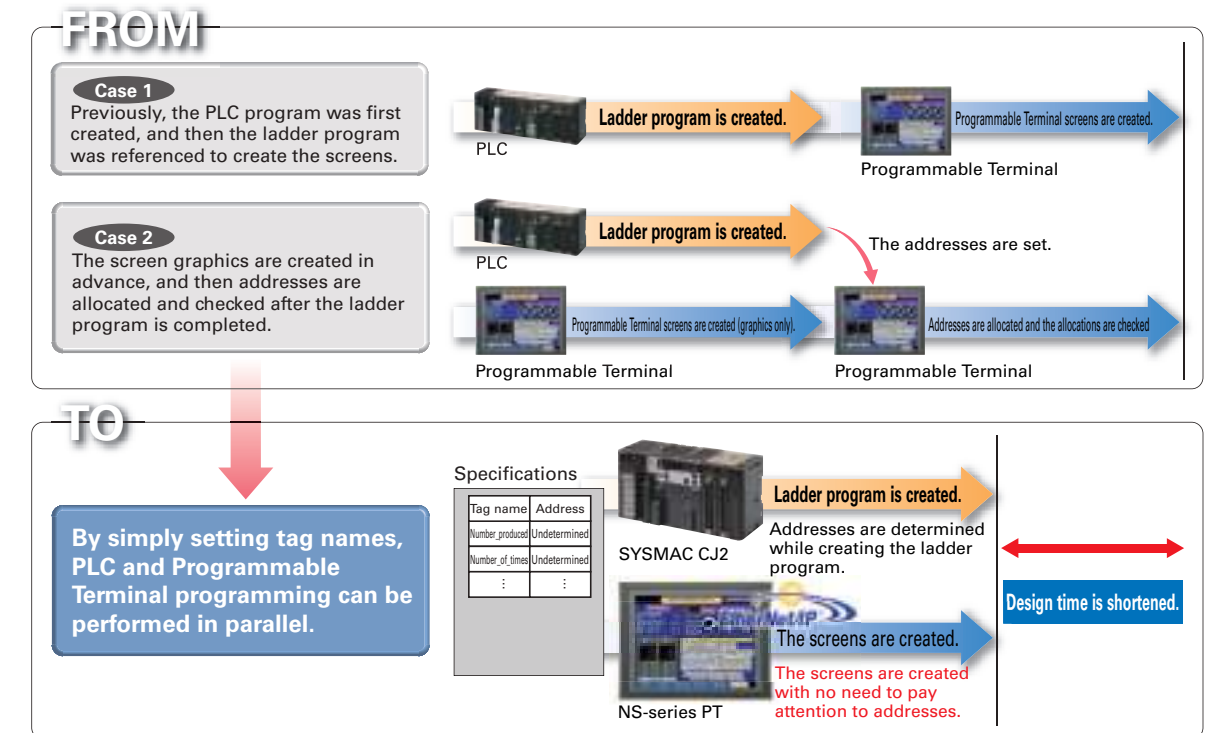 FROM
Case 1
Previously, the PLC program was first
created, and then the ladder program
was referenced to create the screens.
PLC
Ladder program is created.
Programmable Terminal screens are created.
Programmable Terminal
Case 2
The screen graphics are created in
advance, and then addresses are
allocated and checked after the ladder
program is completed.
PLC
Ladder program is created.
The addresses are set.
Programmable Terminal screens are created (graphics only).
Addresses are allocated and the allocations are checked
Programmable Terminal
Programmable Terminal
TO
By simply setting tag names,
PLC and Programmable
Terminal programming can be
performed in parallel.
Specifications
Tag name Address
Number_produced Undetermined
Number_of_times Undetermined
⋮ ⋮
SYSMAC CJ2
Ladder program is created.
Addresses are determined
while creating the ladder
program.
EtherNet/IP
The screens are created.
The screens are created
with no need to pay
attention to addresses.
NS-series PT
Design time is shortened.